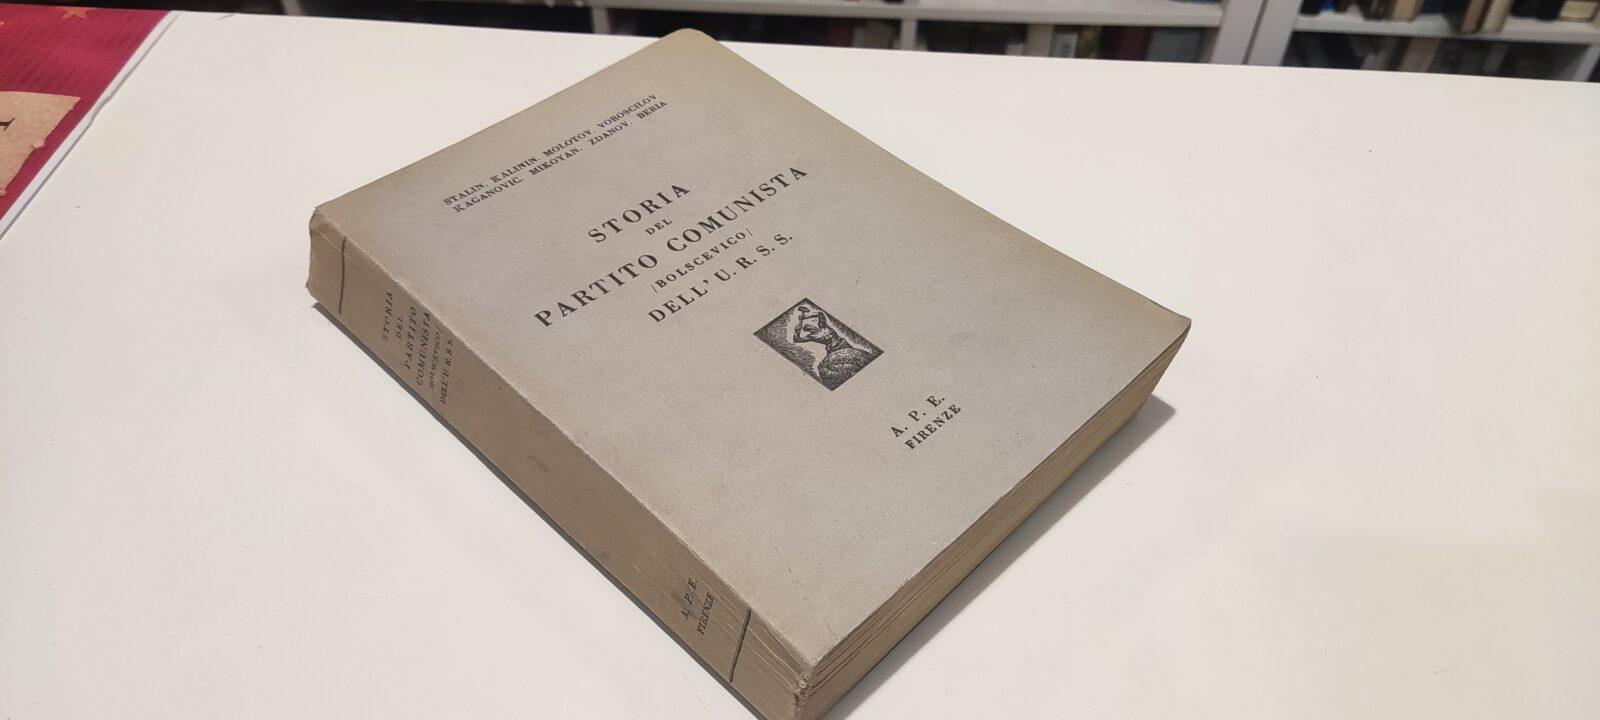 STALIN. KALININ. MOLOTOV. VOROSCILOV
KAGANOVIC. MIKOYAN. ZDANOV. BERIA
STORIA
DEL
PARTITO COMUNISTA
/BOLSCEVICO/
DELL' U. R. S. S.
A. P. E.
FIRENZE
STORIA
DEL
PARTITO
COMUNISTA
/BOLSCEVICO/
DELL'U. R. S. S.
A. P. E.
FIRENZE